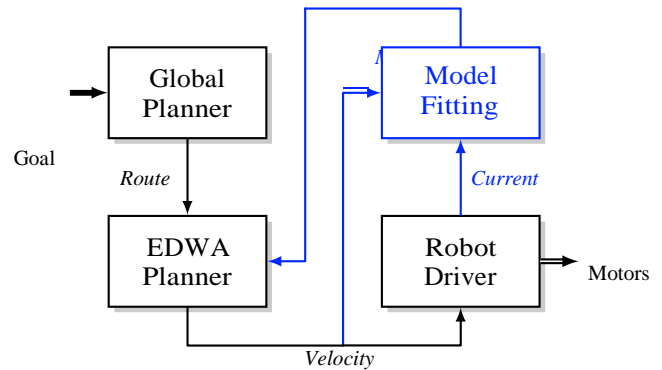 Global
Planner
Model
Fitting
Goal
Route
Current
EDWA
Planner
Robot
Driver
Motors
Velocity